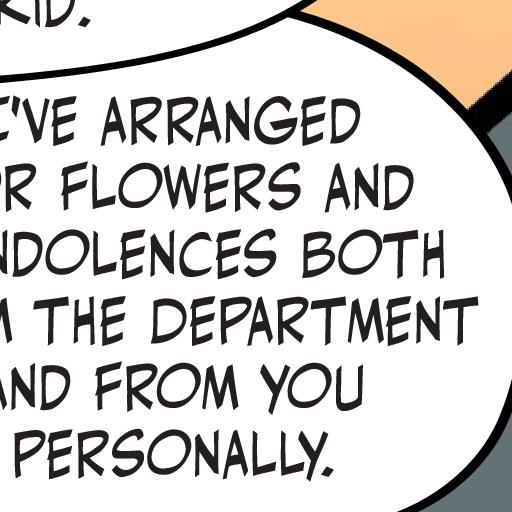 KID.
I'VE ARRANGED
FLOWERS AND
BOTH
THE DEPARTMENT
AND FROM YOU
PERSONALLY.